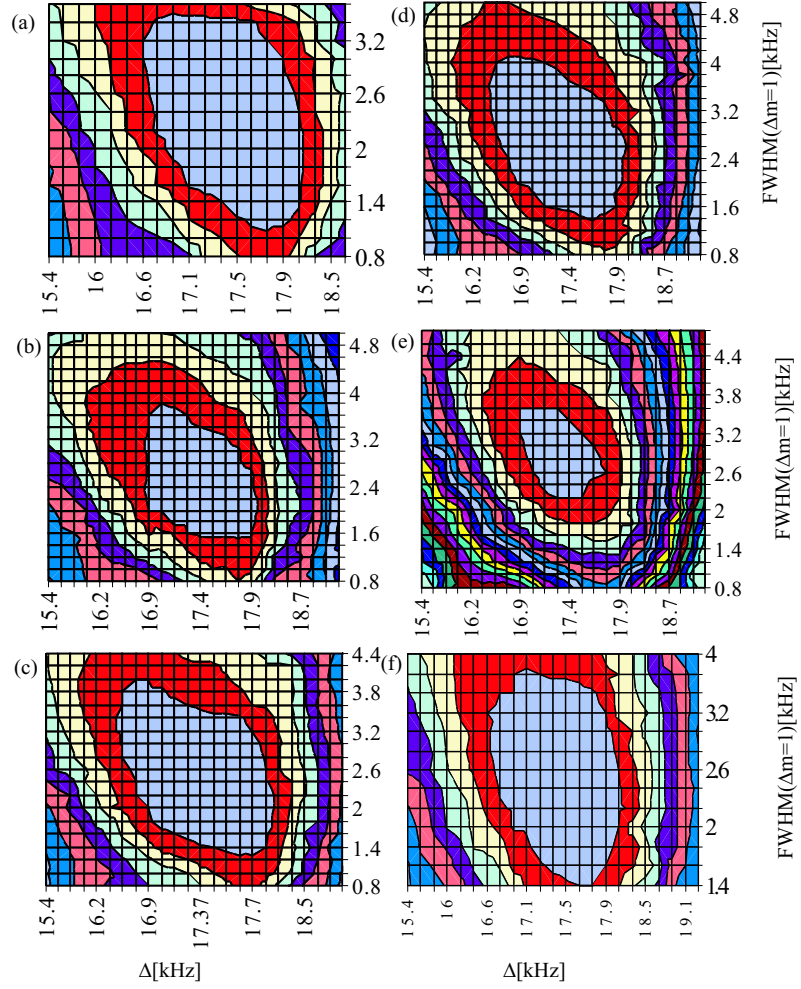 (a)
3.2
2.6
2
1.4
0.8
15.4 16 16.6 17.1 17.5 17.9 18.5
(d)
4.8
4
3.2
2.4
1.6
0.8
15.4 16.2 16.9 17.4 17.9 18.7
FWHM(Δm=1)[kHz]
(b)
4.8
4
3.2
2.4
1.6
0.8
15.4 16.2 16.9 17.4 17.9 18.7
(e)
4.4
3.8
3.2
2.6
2
1.4
0.8
15.4 16.2 16.9 17.4 17.9 18.7
FWHM(Δm=1)[kHz]
(c)
4.4
3.8
3.2
2.6
2
1.4
0.8
15.4 16.2 16.9 17.37 17.7 18.5
Δ[kHz]
(f)
4
32
26
2
14
15.4 16 16.6 17.1 17.5 17.9 18.5 19.1
Δ[kHz]
FWHM(Δm=1)[kHz]